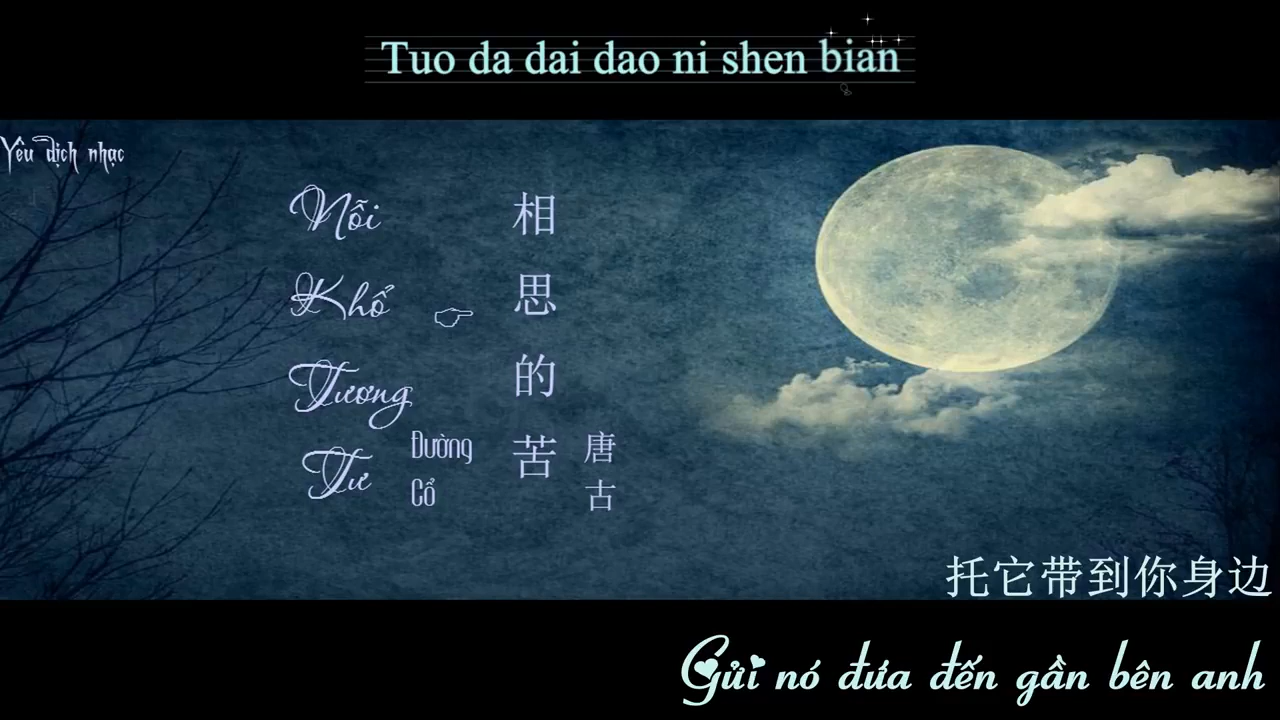 Tuo da dai dao ni shen bian
Yêu dịch nhạc
Nỗi
Khổ
Tương
Tư
Đường
Cổ
相思的苦
唐古
托它带到你身边
Gửi nó đưa đến gần bên anh